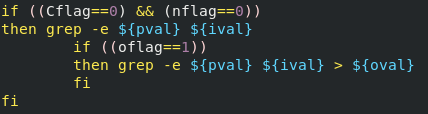 if ((Cflag==0) && (nflag==0))
then grep -e ${pval} ${ival}
        if ((oflag==1))
        then grep -e ${pval} ${ival} > ${oval}
        fi
fi